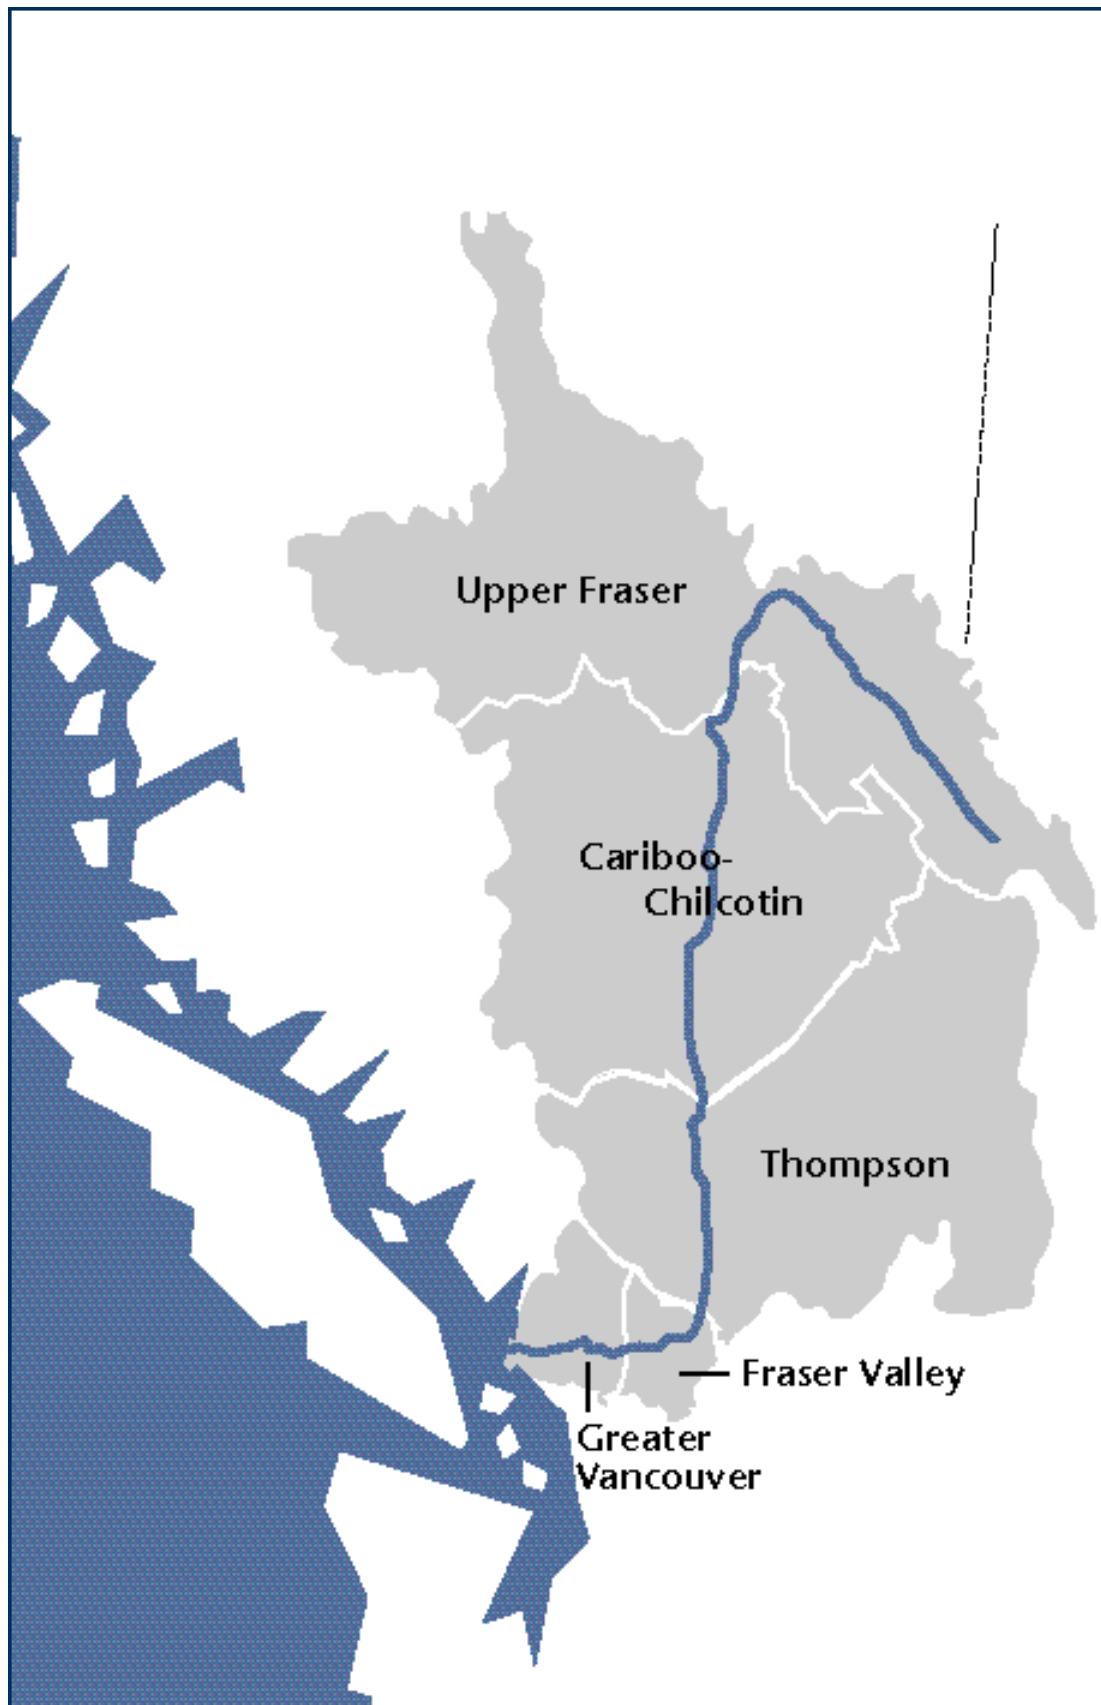 Upper Fraser
Cariboo-
Chilcotin
Thompson
Fraser Valley
Greater
Vancouver